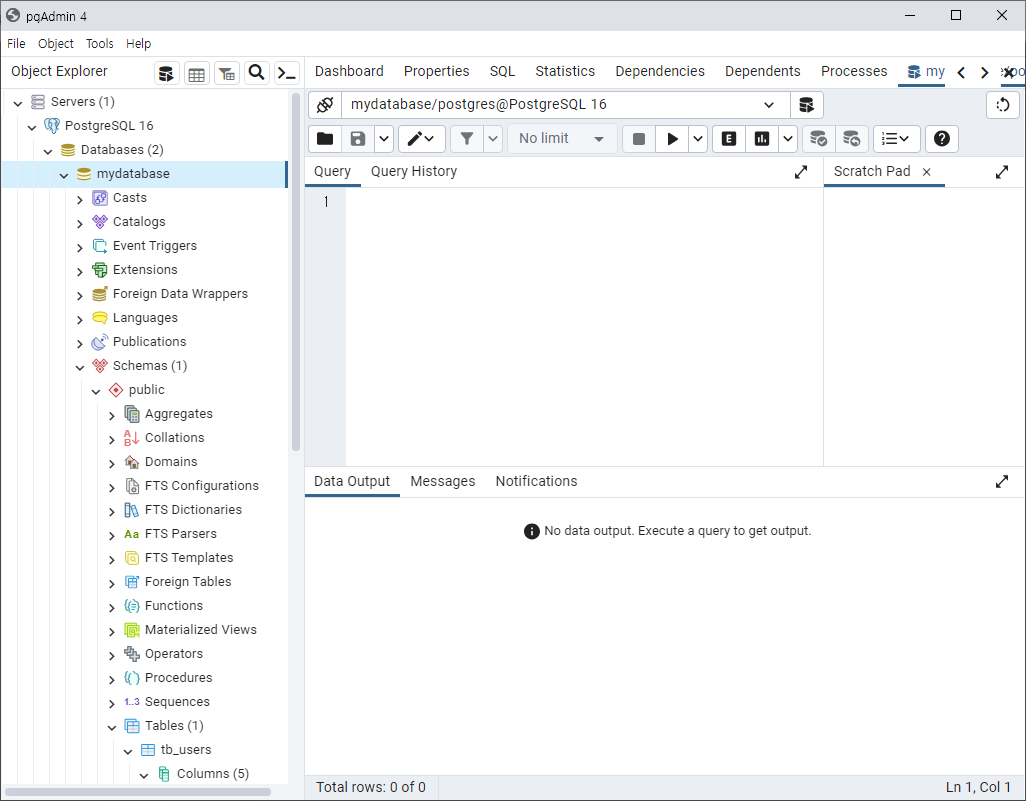 pgAdmin 4
File Object Tools Help
Object Explorer
Dashboard Properties SQL Statistics Dependencies Dependents Processes my
Servers (1)
PostgreSQL 16
Databases (2)
mydatabase
Casts
Catalogs
Event Triggers
Extensions
Foreign Data Wrappers
Languages
Publications
Schemas (1)
public
Aggregates
Collations
Domains
FTS Configurations
FTS Dictionaries
Aa FTS Parsers
FTS Templates
Foreign Tables
Functions
Materialized Views
Operators
Procedures
1..3 Sequences
Tables (1)
tb_users
Columns (5)
mydatabase/postgres@PostgreSQL 16
No limit
E
Query Query History
Scratch Pad
1
Data Output Messages Notifications
No data output. Execute a query to get output.
Total rows: 0 of 0
Ln 1, Col 1